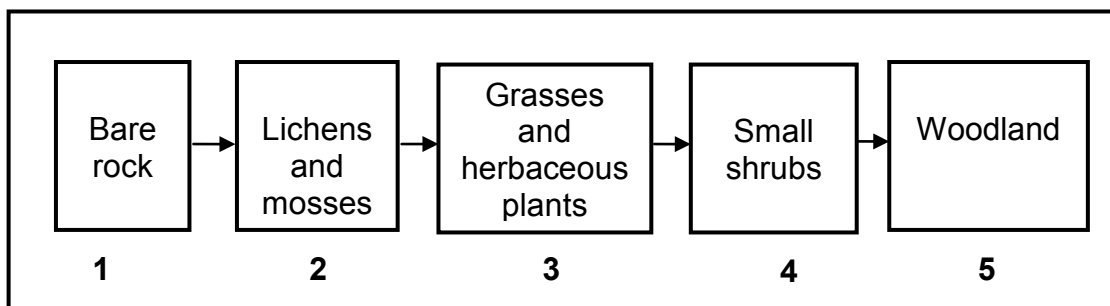 Bare
rock
Lichens
and
mosses
Grasses
and
herbaceous
plants
Small
shrubs
Woodland
1
2
3
4
5